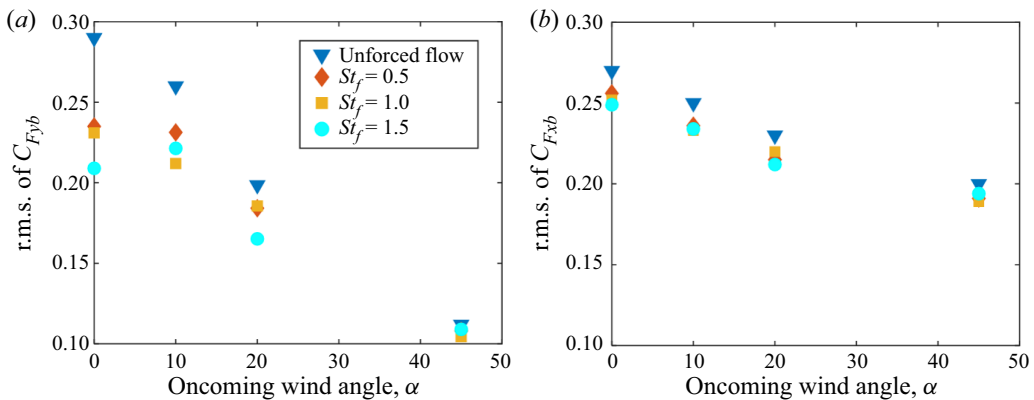 (a)
0.30
0.25
0.20
0.15
0.10
r.m.s. of C_Fyb
Unforced flow
St_f = 0.5
St_f = 1.0
St_f = 1.5
0 10 20 30 40 50
Oncoming wind angle, α
(b)
0.30
0.25
0.20
0.15
0.10
r.m.s. of C_Fxb
0 10 20 30 40 50
Oncoming wind angle, α